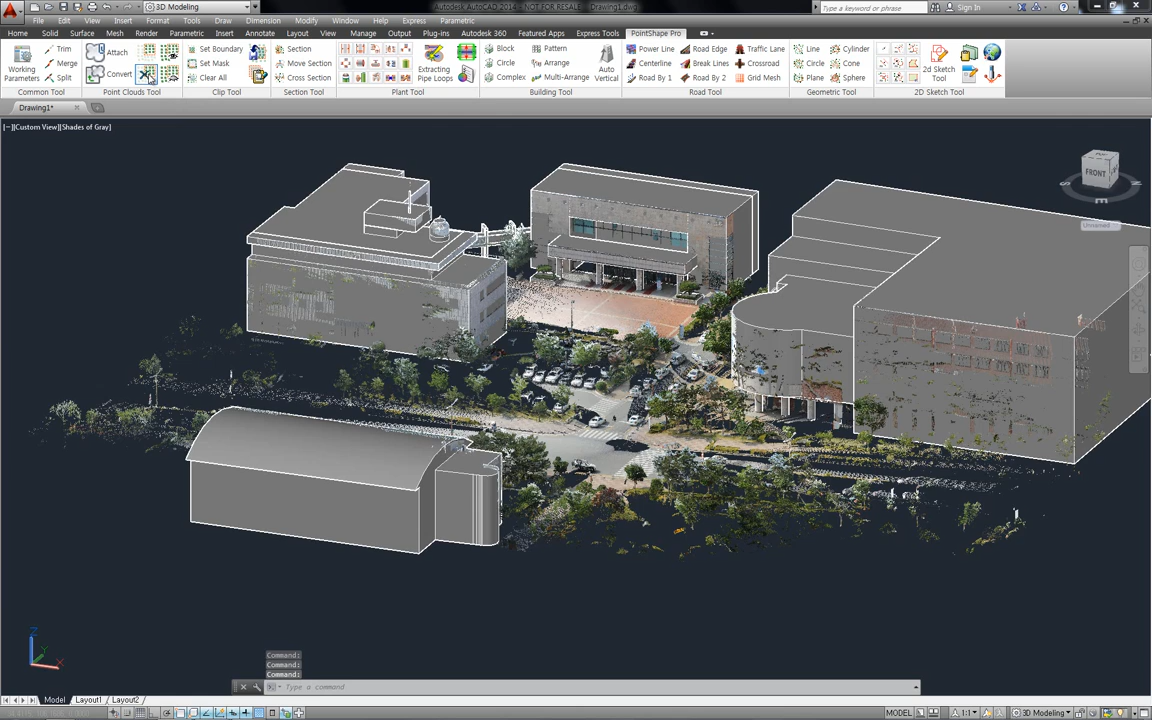 3D Modeling
Autodesk AutoCAD 2014 - NOT FOR RESALE Drawing1.dwg
Type a keyword or phrase
Sign In
File Edit View Insert Format Tools Draw Dimension Modify Window Help Express Parametric
Home Solid Surface Mesh Render Parametric Insert Annotate Layout View Manage Output Plug-ins Autodesk 360 Featured Apps Express Tools PointShape Pro
Working Parameters
Trim
Merge
Split
Common Tool
Attach
Convert
Point Clouds Tool
Set Boundary
Set Mask
Clear All
Clip Tool
Section
Move Section
Cross Section
Section Tool
Extracting Pipe Loops
Plant Tool
Block Pattern
Circle Arrange
Complex Multi-Arrange
Auto Vertical
Building Tool
Power Line Road Edge Traffic Lane
Centerline Break Lines Crossroad
Road By 1 Road By 2 Grid Mesh
Road Tool
Line Cylinder
Circle Cone
Plane Sphere
Geometric Tool
2d Sketch Tool
2D Sketch Tool
Drawing1*
[−][Custom View][Shades of Gray]
FRONT
S
E
Unnamed
Z
Y
X
Command:
Command:
Command:
Type a command
Model Layout1 Layout2
MODEL
1:1
3D Modeling